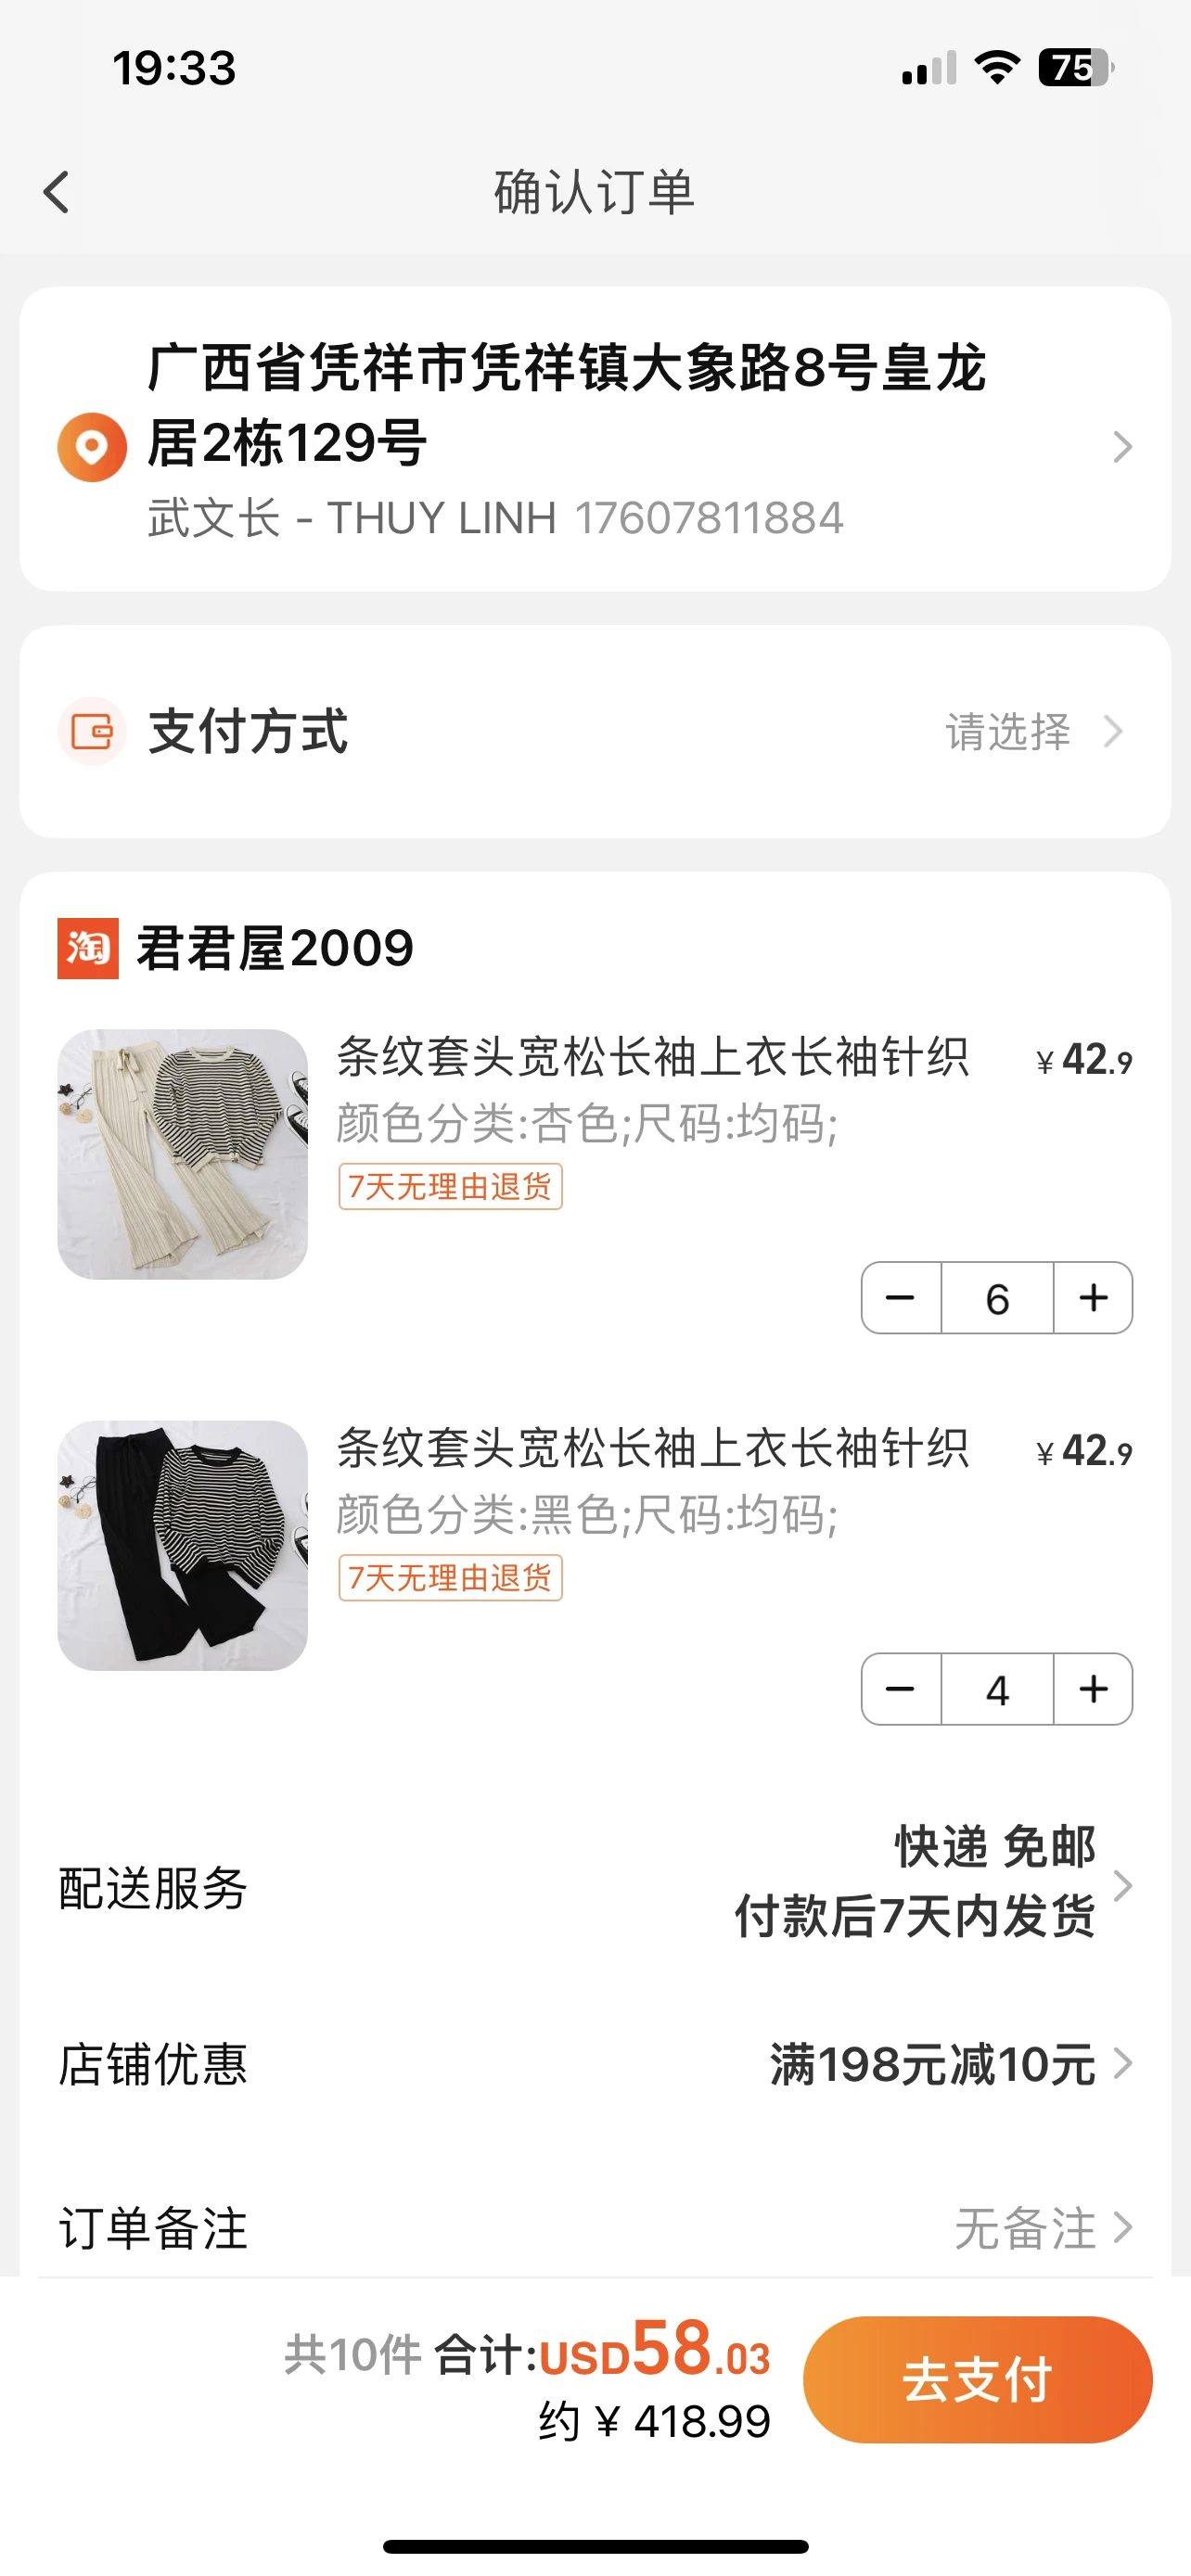 19:33
75
确认订单
广西省凭祥市凭祥镇大象路8号皇龙
居2栋129号
武文长 - THUY LINH 17607811884
支付方式 请选择
淘 君君屋2009
条纹套头宽松长袖上衣长袖针织 ¥42.9
颜色分类:杏色;尺码:均码;
7天无理由退货
6
条纹套头宽松长袖上衣长袖针织 ¥42.9
颜色分类:黑色;尺码:均码;
7天无理由退货
4
快递 免邮
配送服务
付款后7天内发货
店铺优惠 满198元减10元
订单备注 无备注
共10件 合计:USD58.03
约 ¥ 418.99
去支付